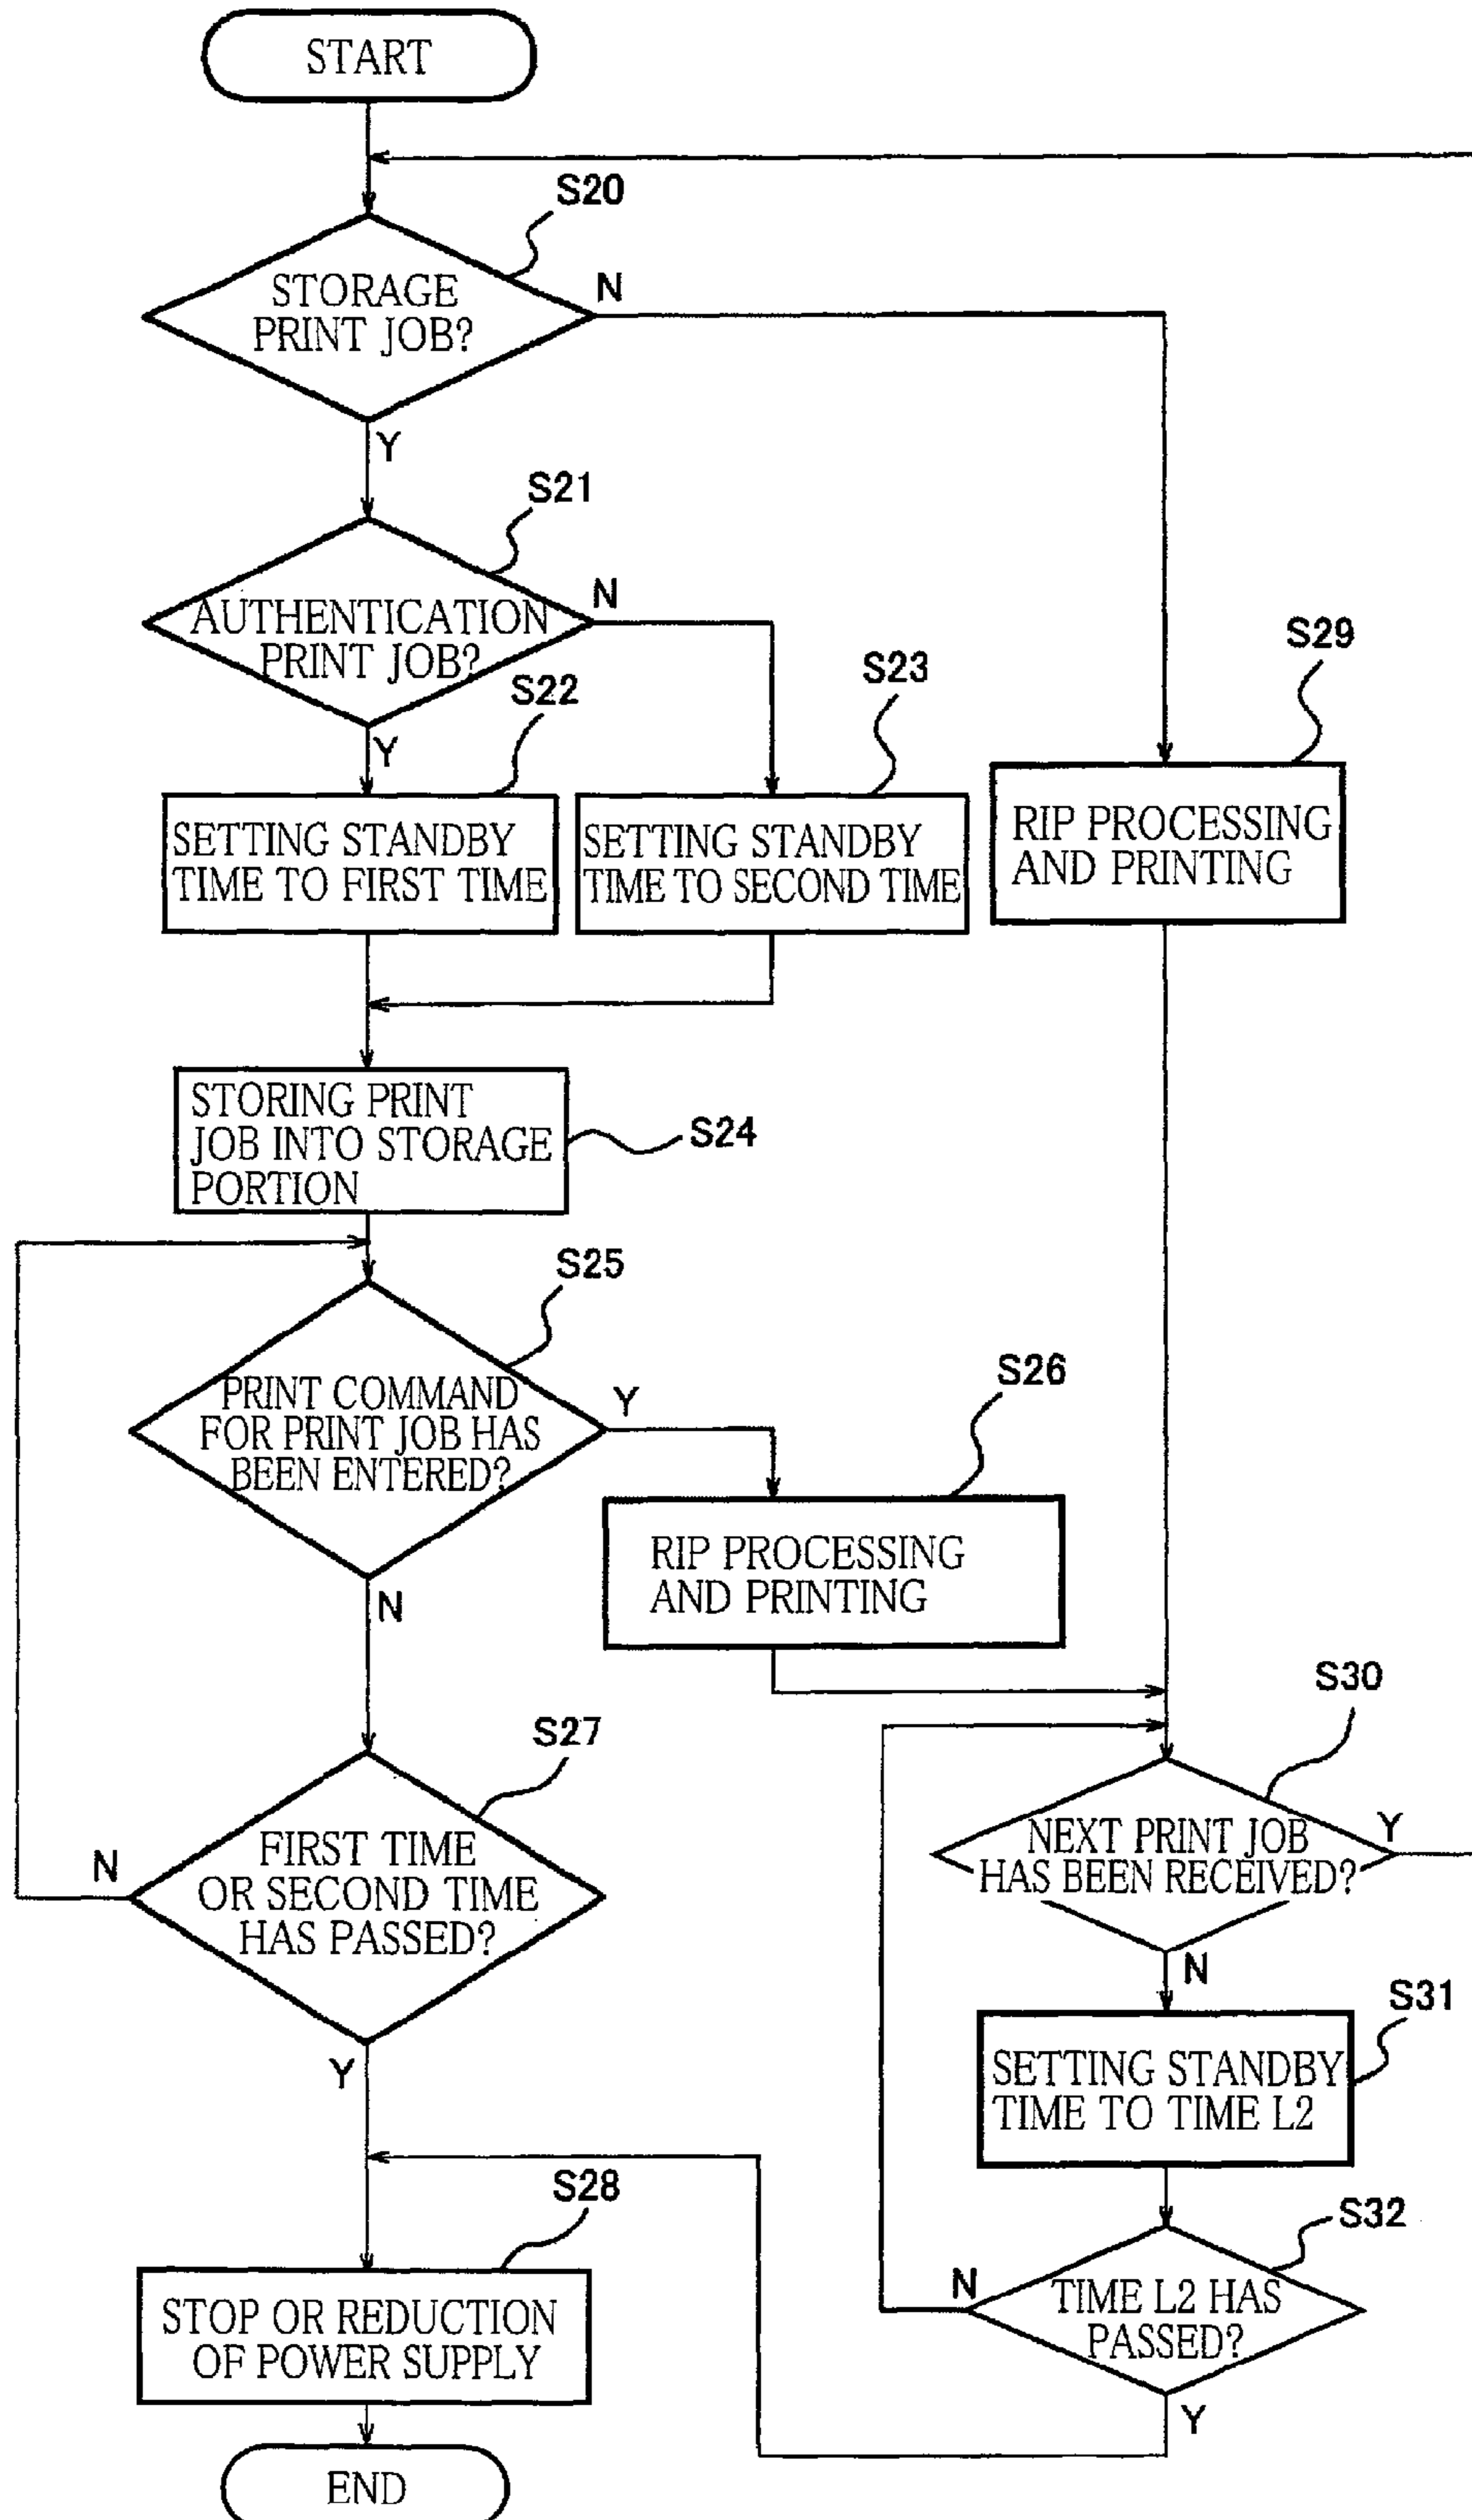 START
S20
STORAGE
PRINT JOB?
N
Y
S21
AUTHENTICATION
PRINT JOB?
N
Y
S22
S23
S29
SETTING STANDBY
TIME TO FIRST TIME
SETTING STANDBY
TIME TO SECOND TIME
RIP PROCESSING
AND PRINTING
STORING PRINT
JOB INTO STORAGE
PORTION
S24
S25
PRINT COMMAND
FOR PRINT JOB HAS
BEEN ENTERED?
Y
N
S26
RIP PROCESSING
AND PRINTING
S27
FIRST TIME
OR SECOND TIME
HAS PASSED?
N
Y
S30
NEXT PRINT JOB
HAS BEEN RECEIVED?
Y
N
S31
SETTING STANDBY
TIME TO TIME L2
S28
STOP OR REDUCTION
OF POWER SUPPLY
S32
TIME L2 HAS
PASSED?
N
Y
END